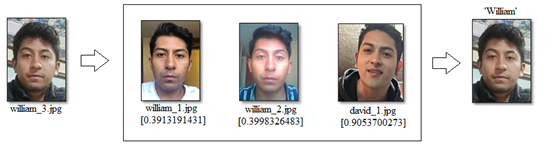 'William'
william_3.jpg
william_1.jpg
william_2.jpg
david_1.jpg
[0.3913191431]
[0.3998326483]
[0.9053700273]